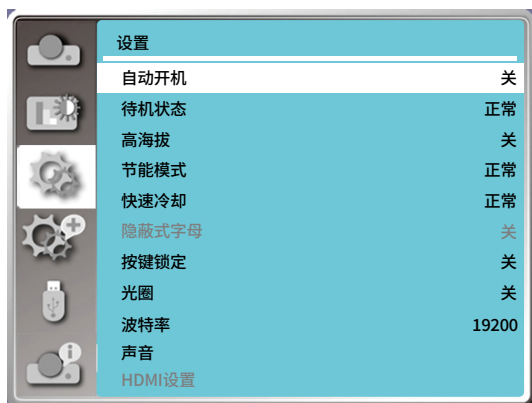 设置
自动开机 关
待机状态 正常
高海拔 关
节能模式 正常
快速冷却 正常
隐蔽式字母 关
按键锁定 关
光圈 关
波特率 19200
声音
HDMI设置